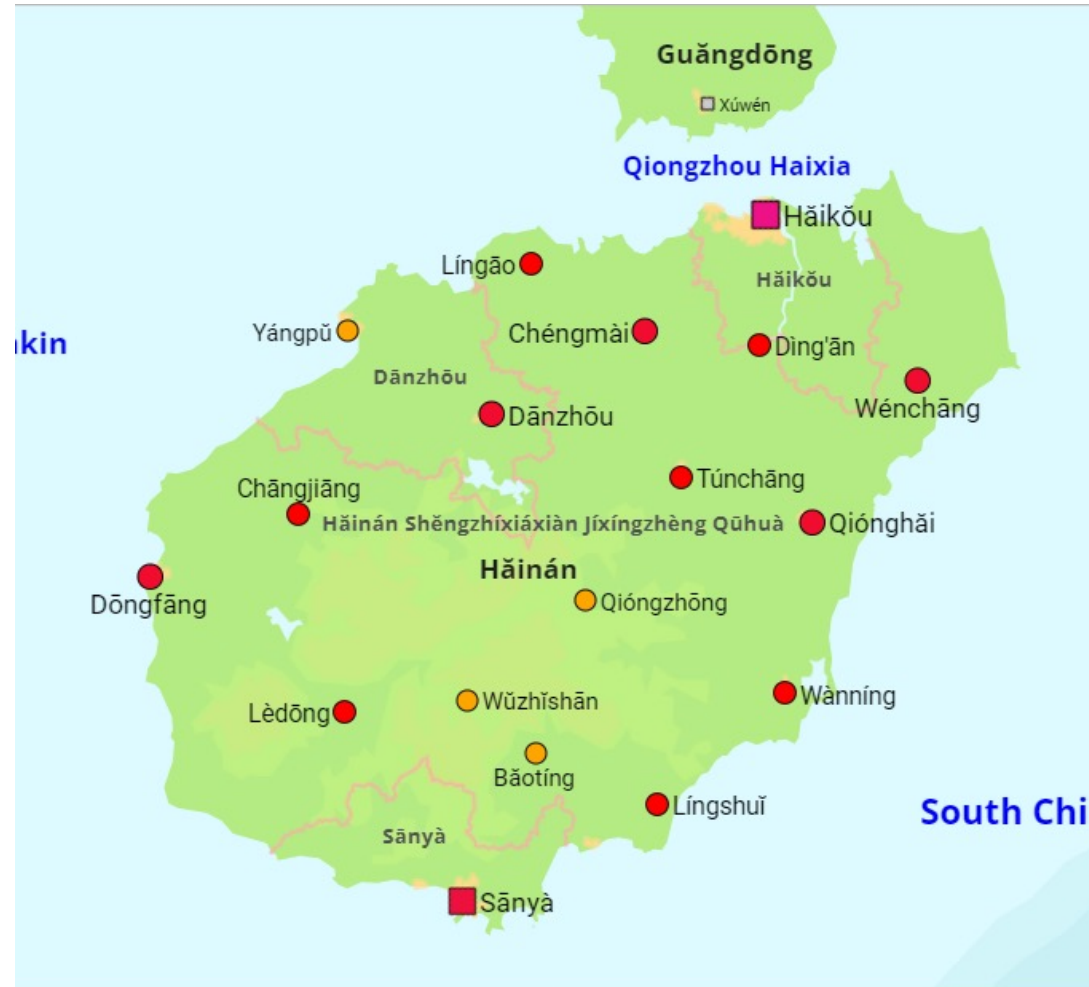 Guǎngdōng
Xúwén
Qiongzhou Haixia
Hǎikǒu
Língāo
Hǎikǒu
Yángpǔ
Chéngmài
kin
Dìng'ān
Dānzhōu
Wénchāng
Dānzhōu
Túnchāng
Chāngjiāng
Hǎinán Shěngzhíxiáxiàn Jíxíngzhèng Qūhuà
Qiónghǎi
Hǎinán
Qióngzhōng
Dōngfāng
Wànníng
Wǔzhǐshān
Lèdōng
Bǎotíng
Língshuǐ
South Chi
Sānyà
Sānyà